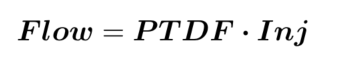 Flow = PTDF · Inj